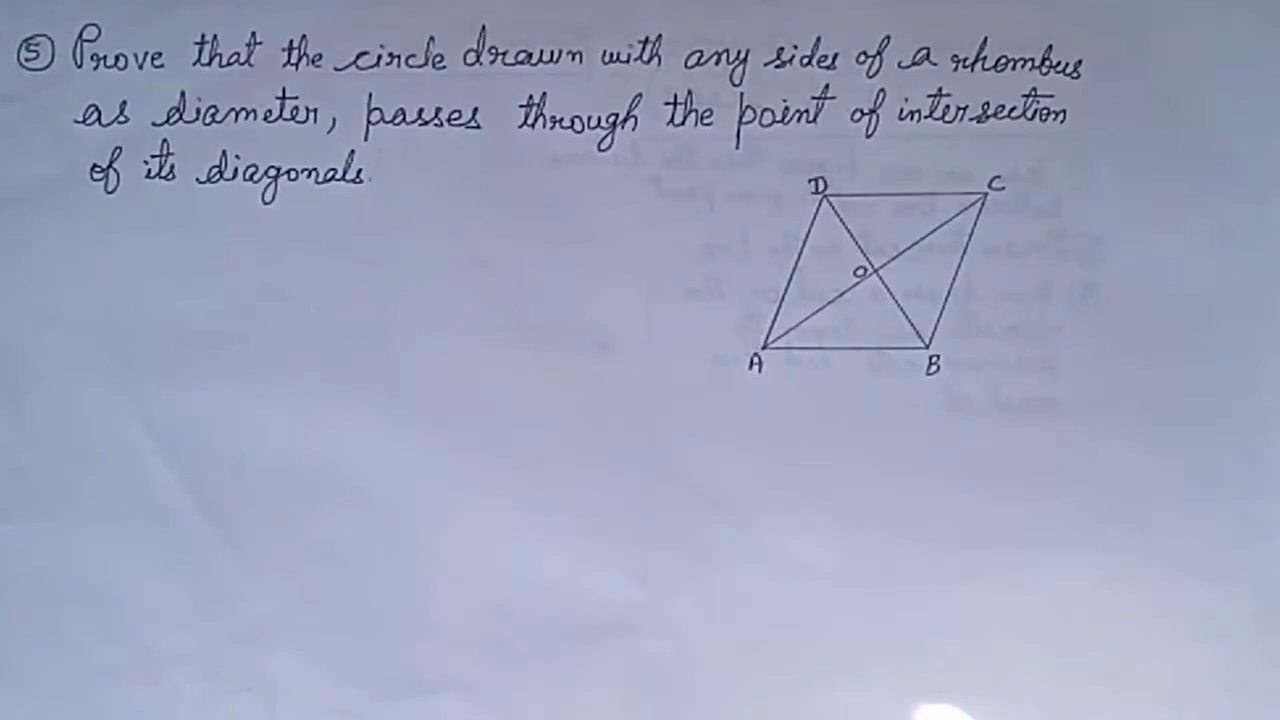 ⑤ Prove that the circle drawn with any sides of a rhombus
as diameter, passes through the point of intersection
of its diagonals.
D C
O
A B